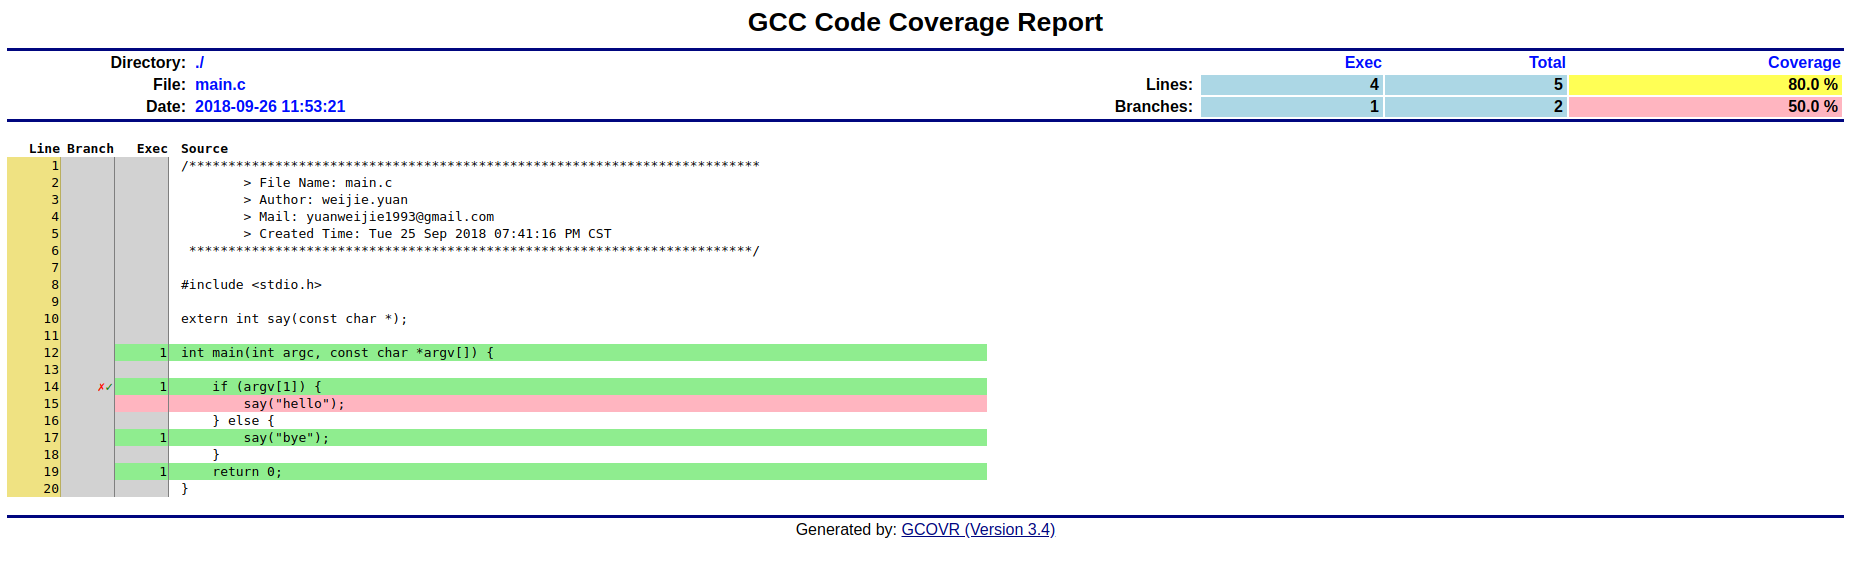 GCC Code Coverage Report
Directory: ./
File: main.c
Date: 2018-09-26 11:53:21
Exec Total Coverage
Lines: 4 5 80.0 %
Branches: 1 2 50.0 %
Line Branch Exec Source
1 /*************************************************************************
2 > File Name: main.c
3 > Author: weijie.yuan
4 > Mail: yuanweijie1993@gmail.com
5 > Created Time: Tue 25 Sep 2018 07:41:16 PM CST
6 ************************************************************************/
7
8 #include <stdio.h>
9
10 extern int say(const char *);
11
12 1 int main(int argc, const char *argv[]) {
13
14 ✗✓ 1 if (argv[1]) {
15 say("hello");
16 } else {
17 1 say("bye");
18 }
19 1 return 0;
20 }
Generated by: GCOVR (Version 3.4)